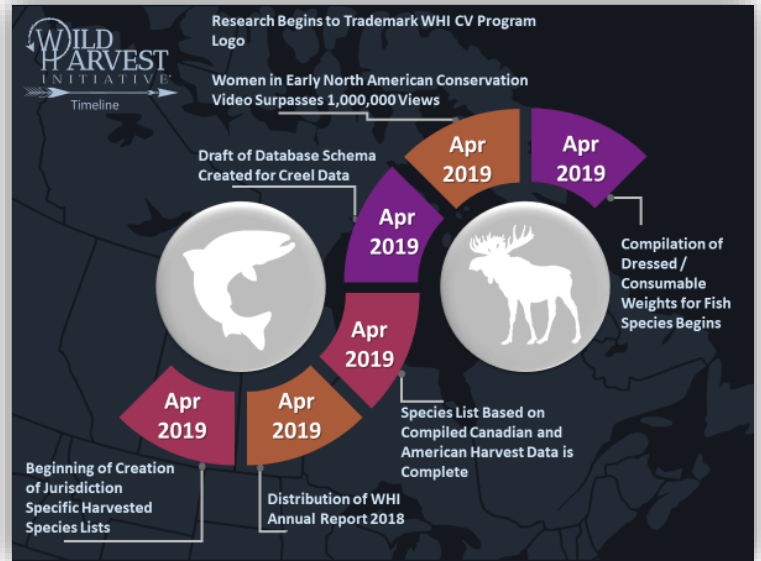 WILD
HARVEST
INITIATIVE®
Timeline
Research Begins to Trademark WHI CV Program
Logo
Women in Early North American Conservation
Video Surpasses 1,000,000 Views
Draft of Database Schema
Created for Creel Data
Apr
2019
Apr
2019
Apr
2019
Compilation of
Dressed /
Consumable
Weights for Fish
Species Begins
Apr
2019
Species List Based on
Compiled Canadian and
American Harvest Data is
Complete
Apr
2019
Apr
2019
Beginning of Creation
of Jurisdiction
Specific Harvested
Species Lists
Distribution of WHI
Annual Report 2018